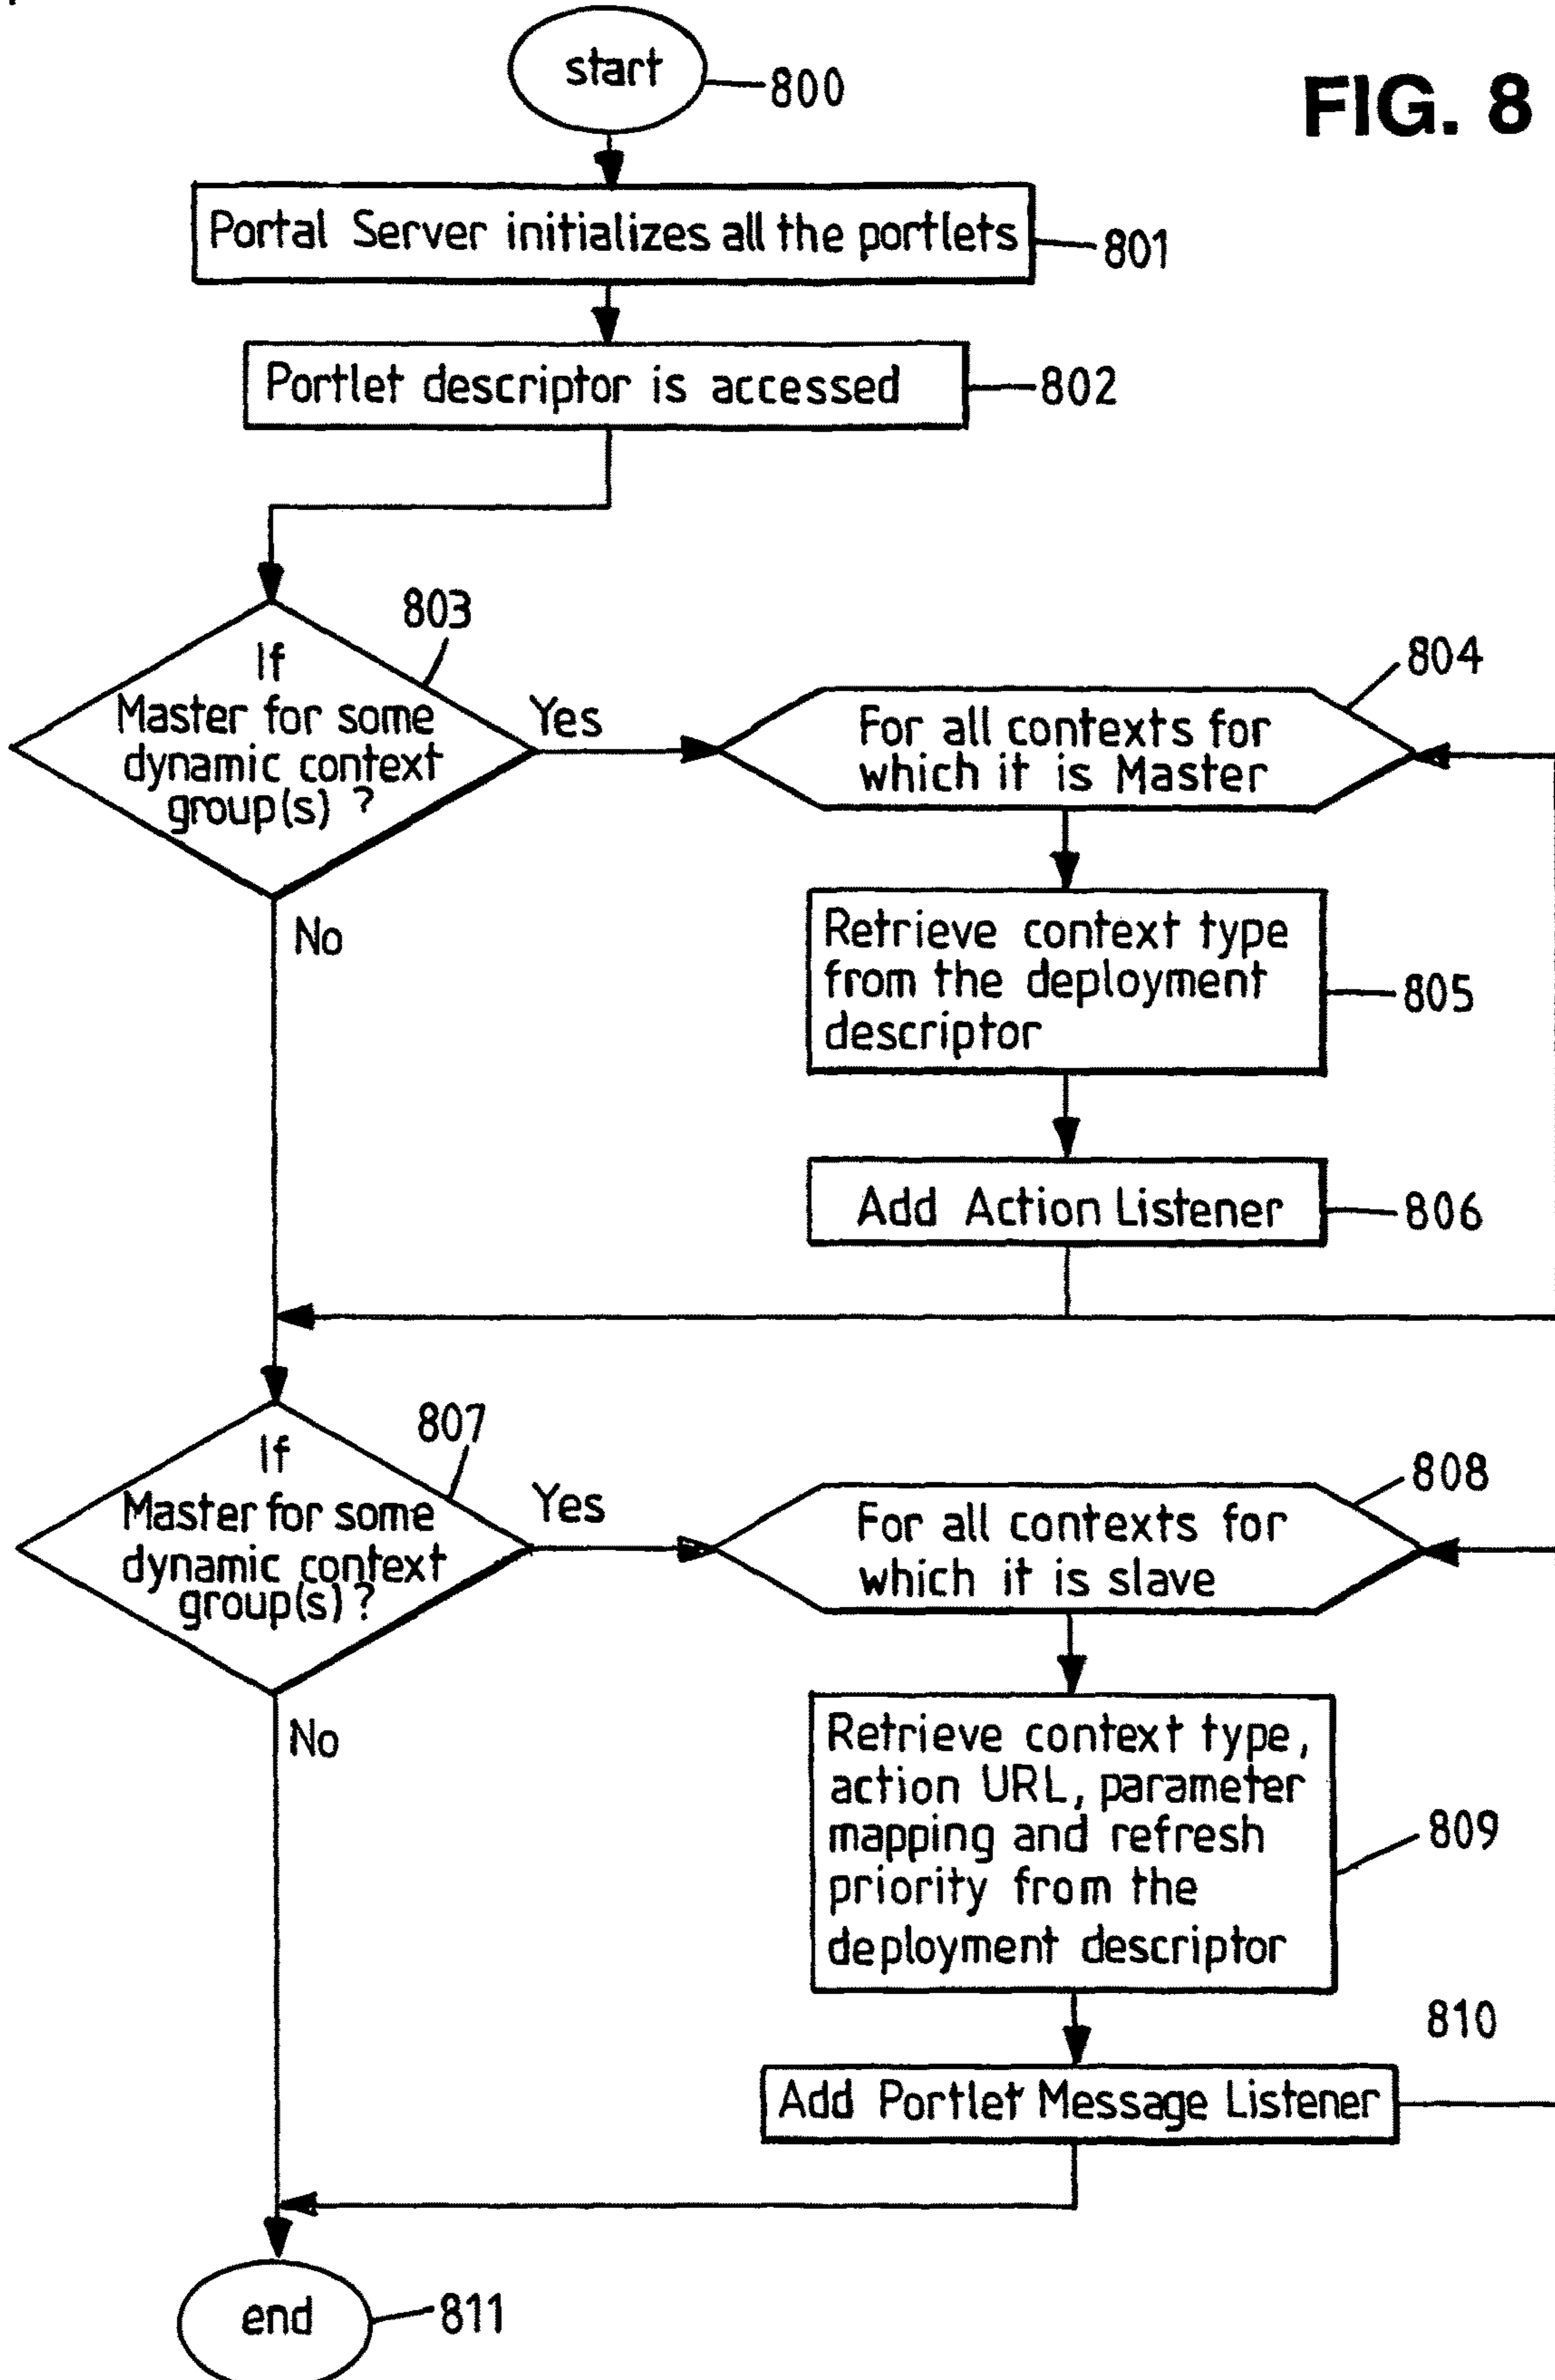 start
800
FIG. 8
Portal Server initializes all the portlets
801
Portlet descriptor is accessed
802
803
If
Master for some
dynamic context
group(s) ?
Yes
No
804
For all contexts for
which it is Master
Retrieve context type
from the deployment
descriptor
805
Add Action Listener
806
807
If
Master for some
dynamic context
group(s) ?
Yes
No
808
For all contexts for
which it is slave
Retrieve context type,
action URL, parameter
mapping and refresh
priority from the
deployment descriptor
809
810
Add Portlet Message Listener
end
811